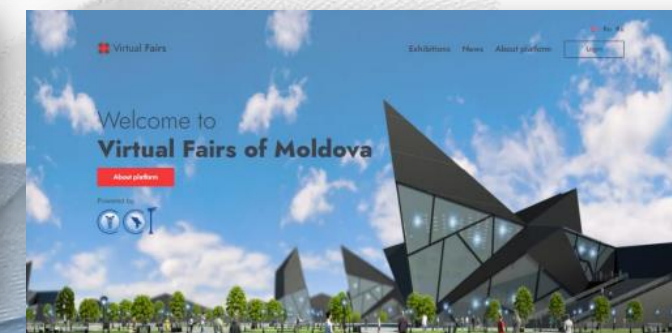 Virtual Fairs
Exhibitions News About platform Login
Welcome to
Virtual Fairs of Moldova
About platform
Powered by